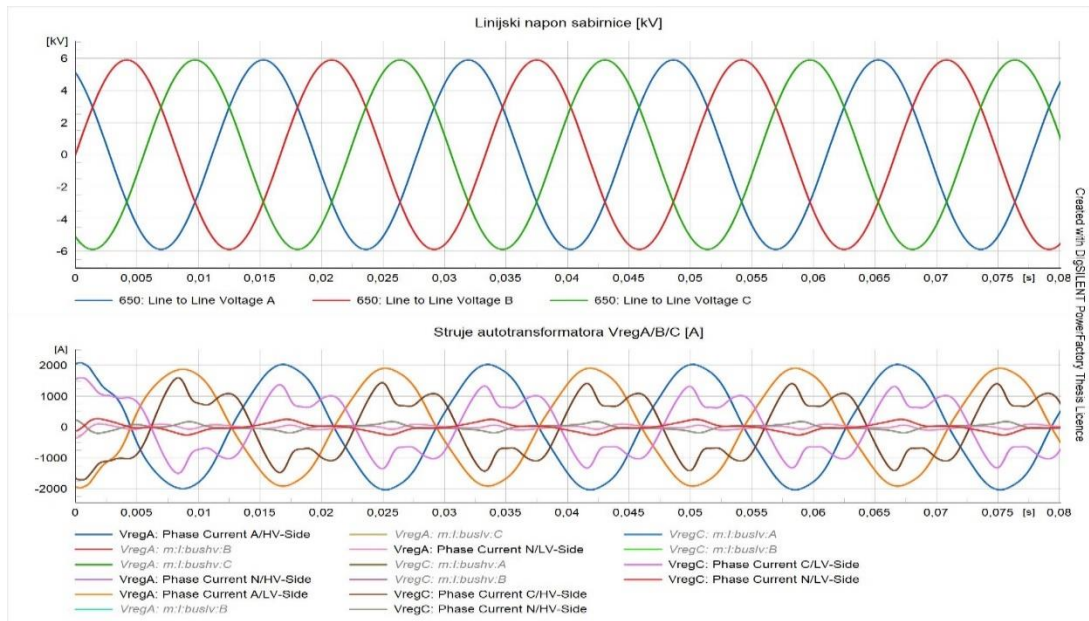 Linijski napon sabirnice [kV]
[kV]
6
4
2
0
-2
-4
-6
0 0,005 0,01 0,015 0,02 0,025 0,03 0,035 0,04 0,045 0,05 0,055 0,06 0,065 0,07 0,075 [s] 0,08
650: Line to Line Voltage A 650: Line to Line Voltage B 650: Line to Line Voltage C
Struje autotransformatora VregA/B/C [A]
[A]
2000
1000
0
-1000
-2000
0 0,005 0,01 0,015 0,02 0,025 0,03 0,035 0,04 0,045 0,05 0,055 0,06 0,065 0,07 0,075 [s] 0,08
VregA: Phase Current A/HV-Side VregA: m:I:buslv:C VregC: m:I:buslv:A
VregA: m:I:bushv:B VregA: Phase Current N/LV-Side VregC: m:I:buslv:B
VregA: m:I:bushv:C VregC: m:I:bushv:A VregC: Phase Current C/LV-Side
VregA: Phase Current N/HV-Side VregC: m:I:bushv:B VregC: Phase Current N/LV-Side
VregA: Phase Current A/LV-Side VregC: Phase Current C/HV-Side
VregA: m:I:buslv:B VregC: Phase Current N/HV-Side
Created with DIgSILENT PowerFactory Thesis Licence